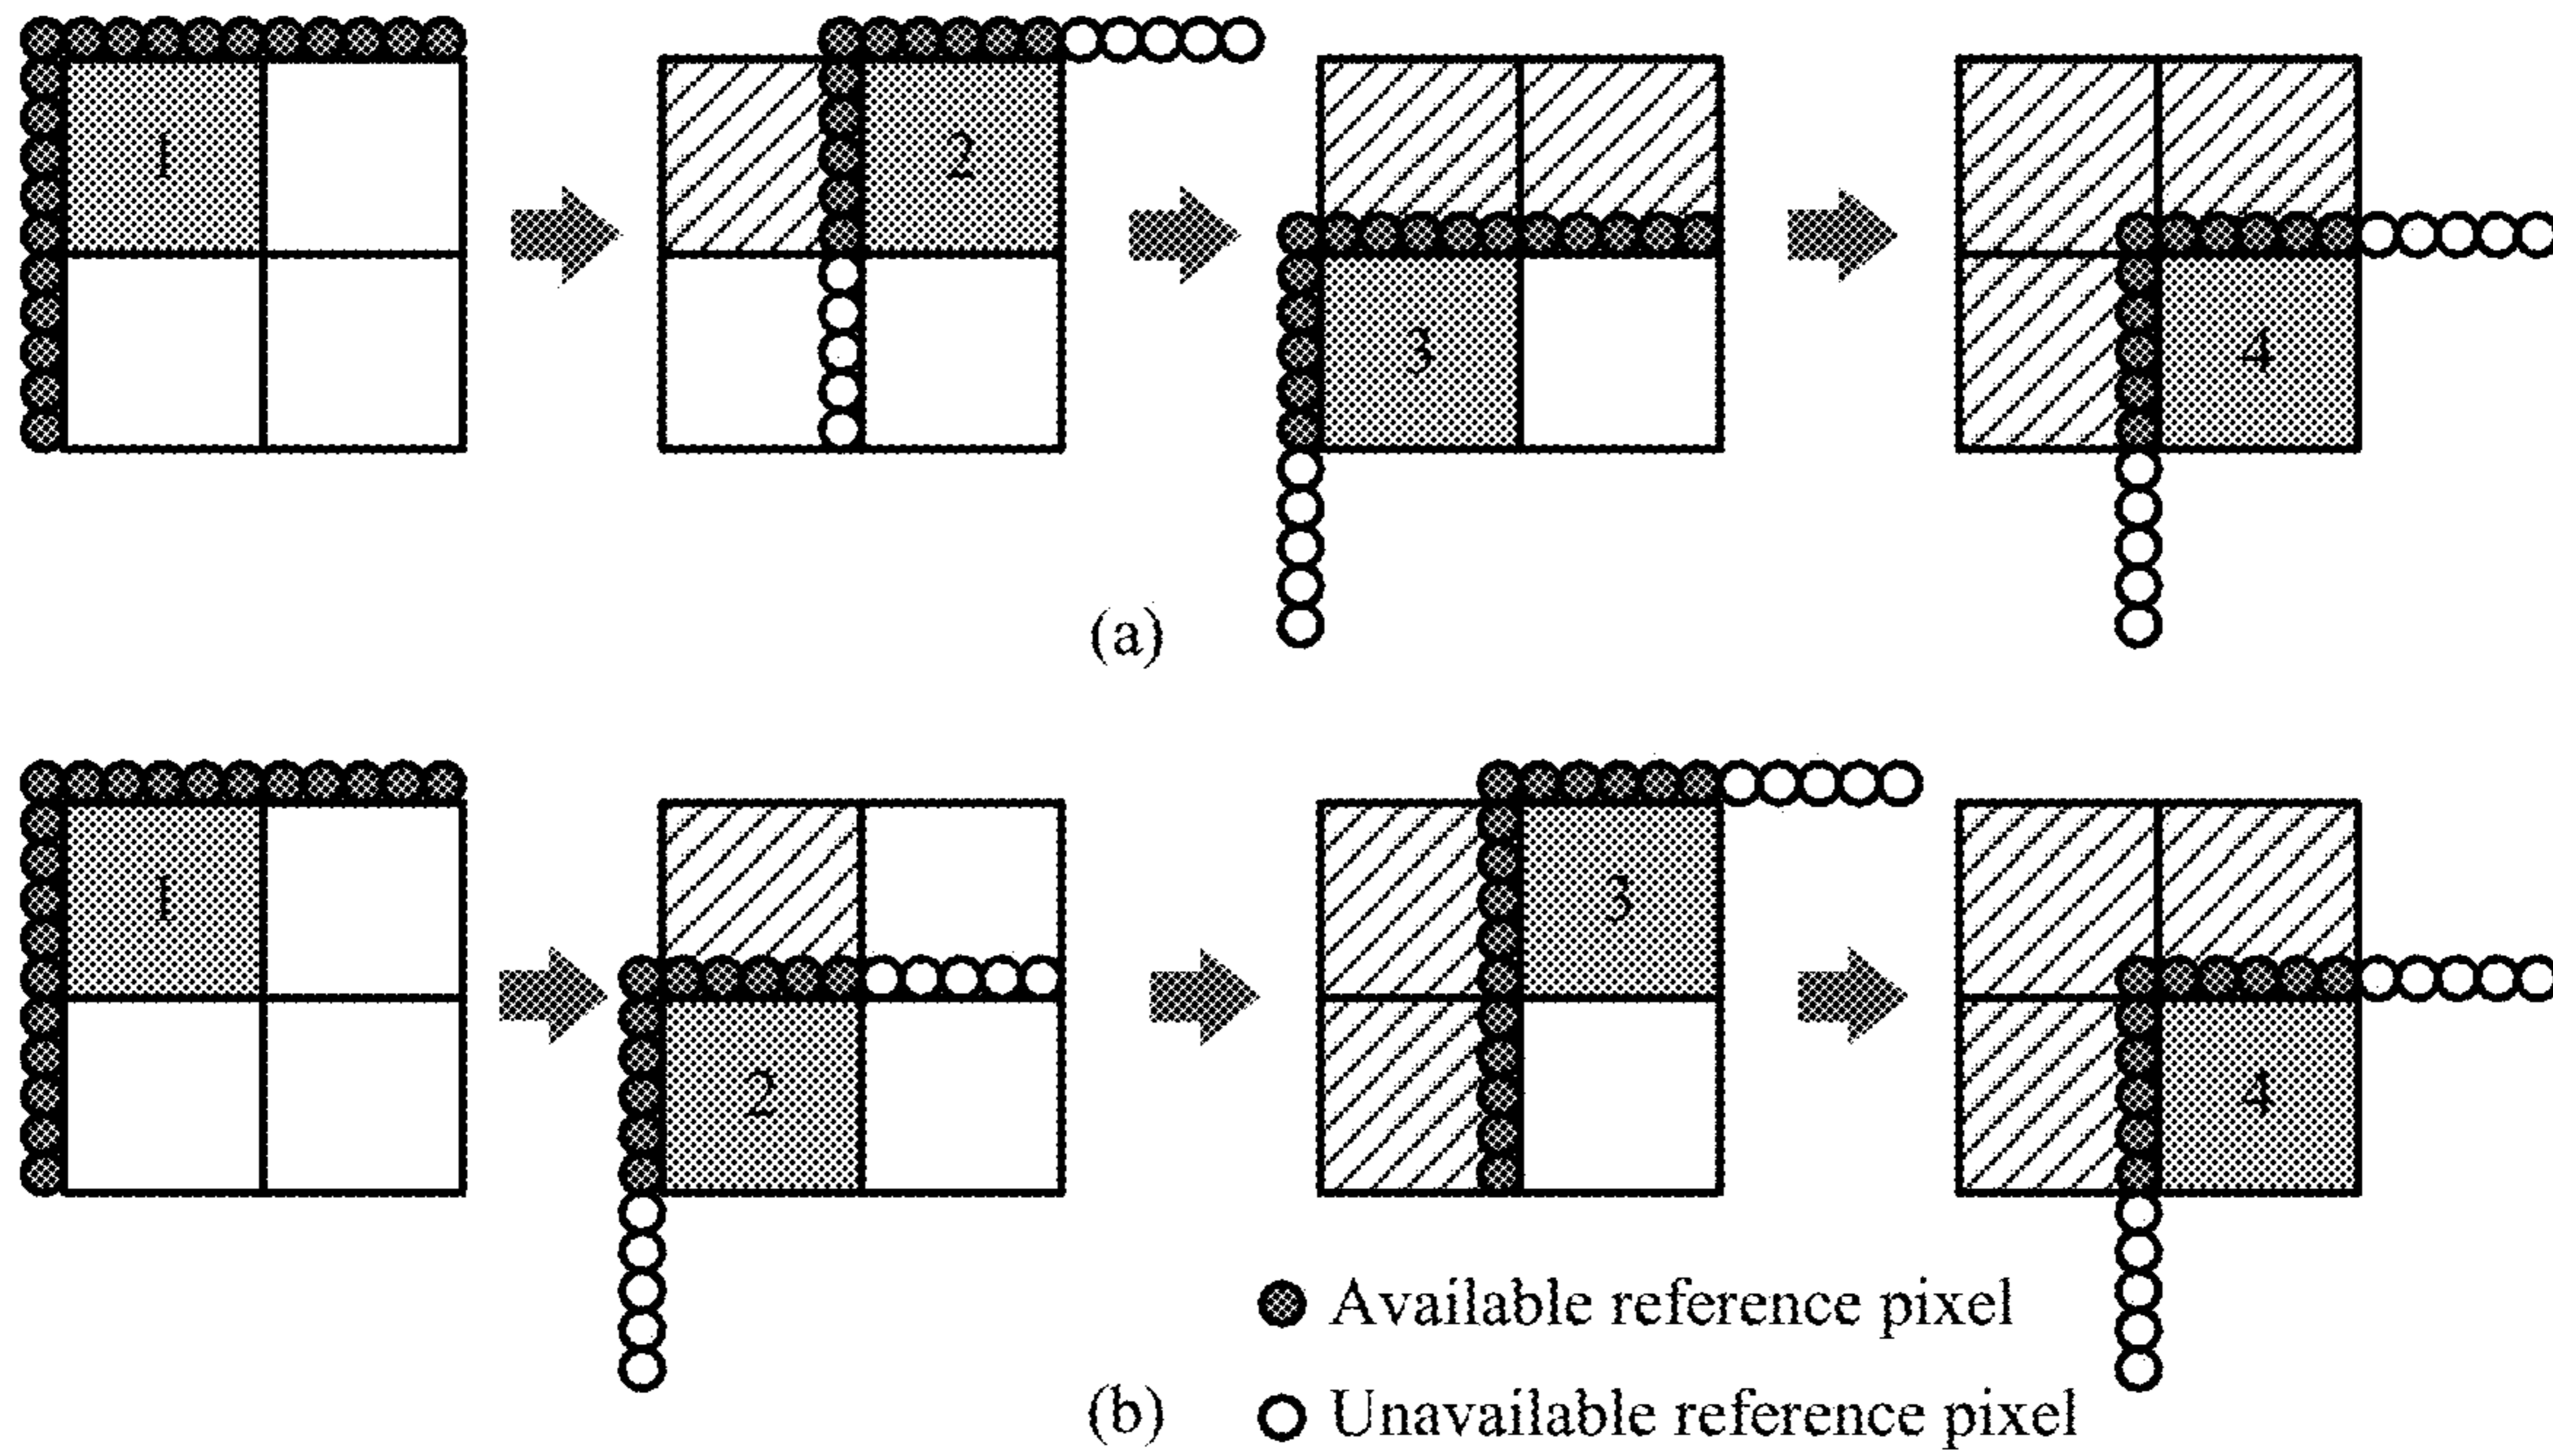 1
2
3
4
(a)
1
2
3
4
Available reference pixel
(b)
Unavailable reference pixel